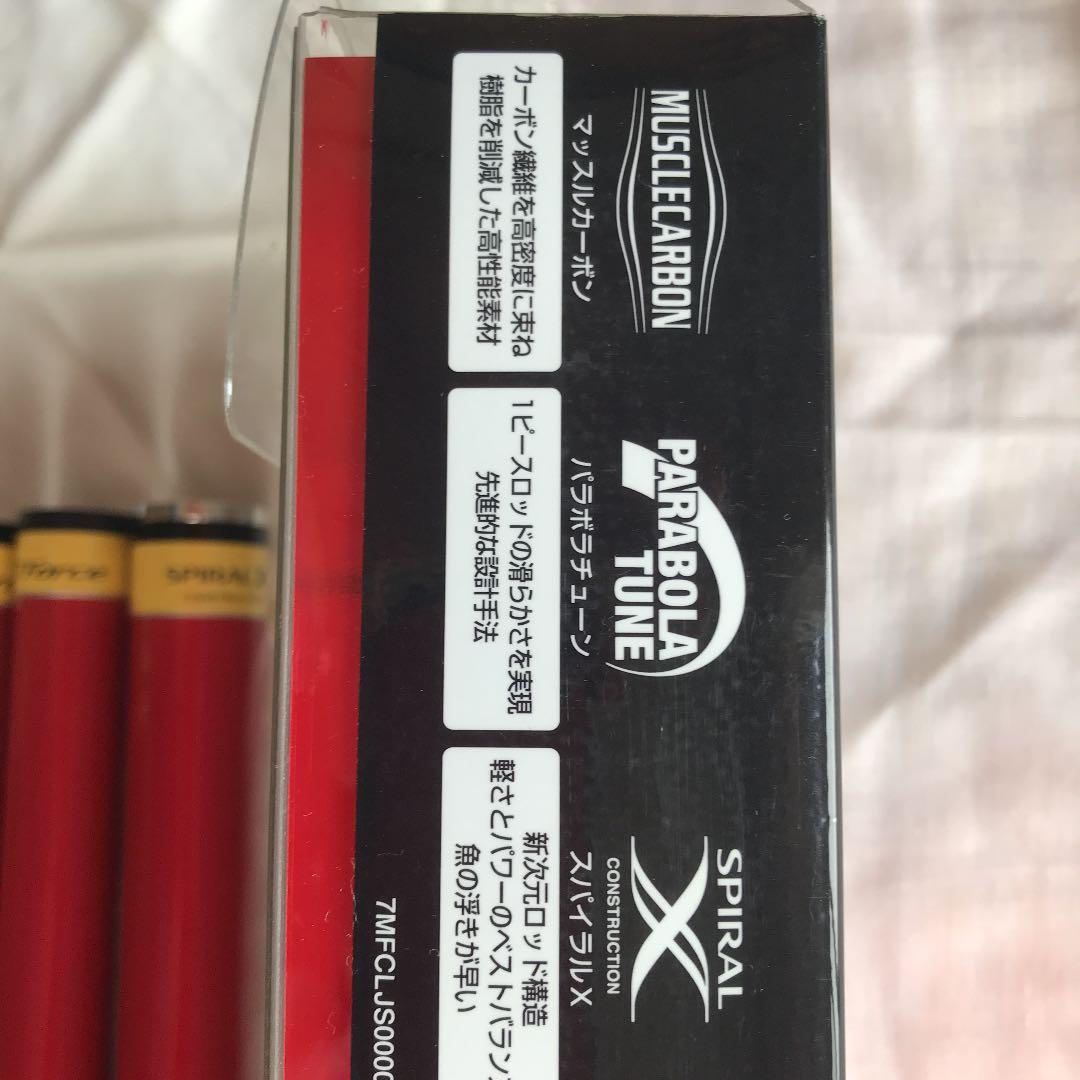 MUSCLECARBON
マッスルカーボン
カーボン繊維を高密度に束ね
樹脂を削減した高性能素材
PARABOLA
TUNE
パラボラチューン
1ピースロッドの滑らかさを実現
先進的な設計手法
SPIRAL
X
CONSTRUCTION
スパイラルX
新次元ロッド構造
軽さとパワーのベストバラン
魚の浮きが早い
7MFCLJS0000
Force
SPIRAL